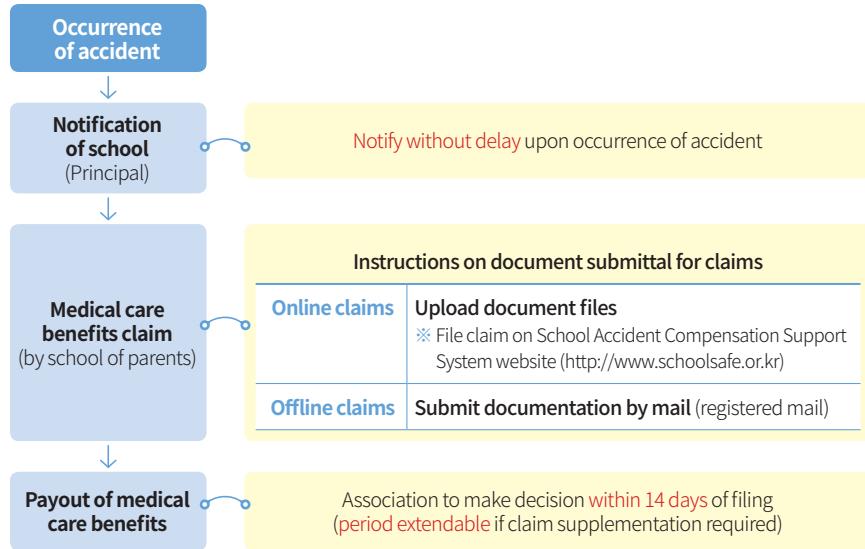 Occurrence
of accident
Notification
of school
(Principal)
Notify without delay upon occurrence of accident
Medical care
benefits claim
(by school of parents)
Instructions on document submittal for claims
Online claims
Upload document files
※ File claim on School Accident Compensation Support
System website (http://www.schoolsafe.or.kr)
Offline claims
Submit documentation by mail (registered mail)
Payout of medical
care benefits
Association to make decision within 14 days of filing
(period extendable if claim supplementation required)